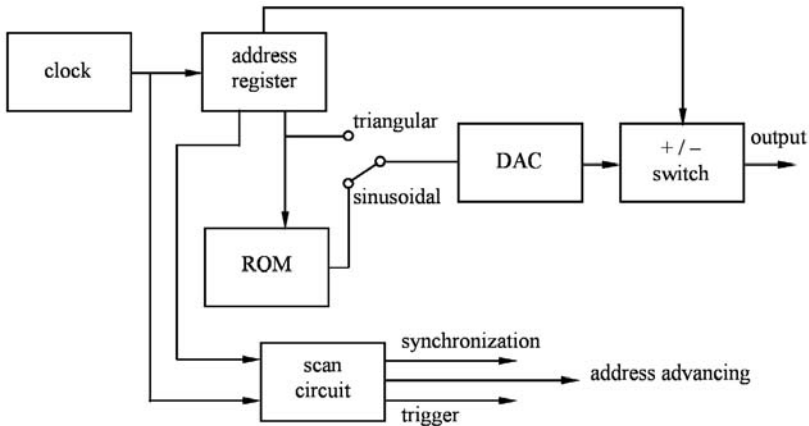 clock
address
register
triangular
sinusoidal
DAC
+ / −
switch
output
ROM
scan
circuit
synchronization
address advancing
trigger